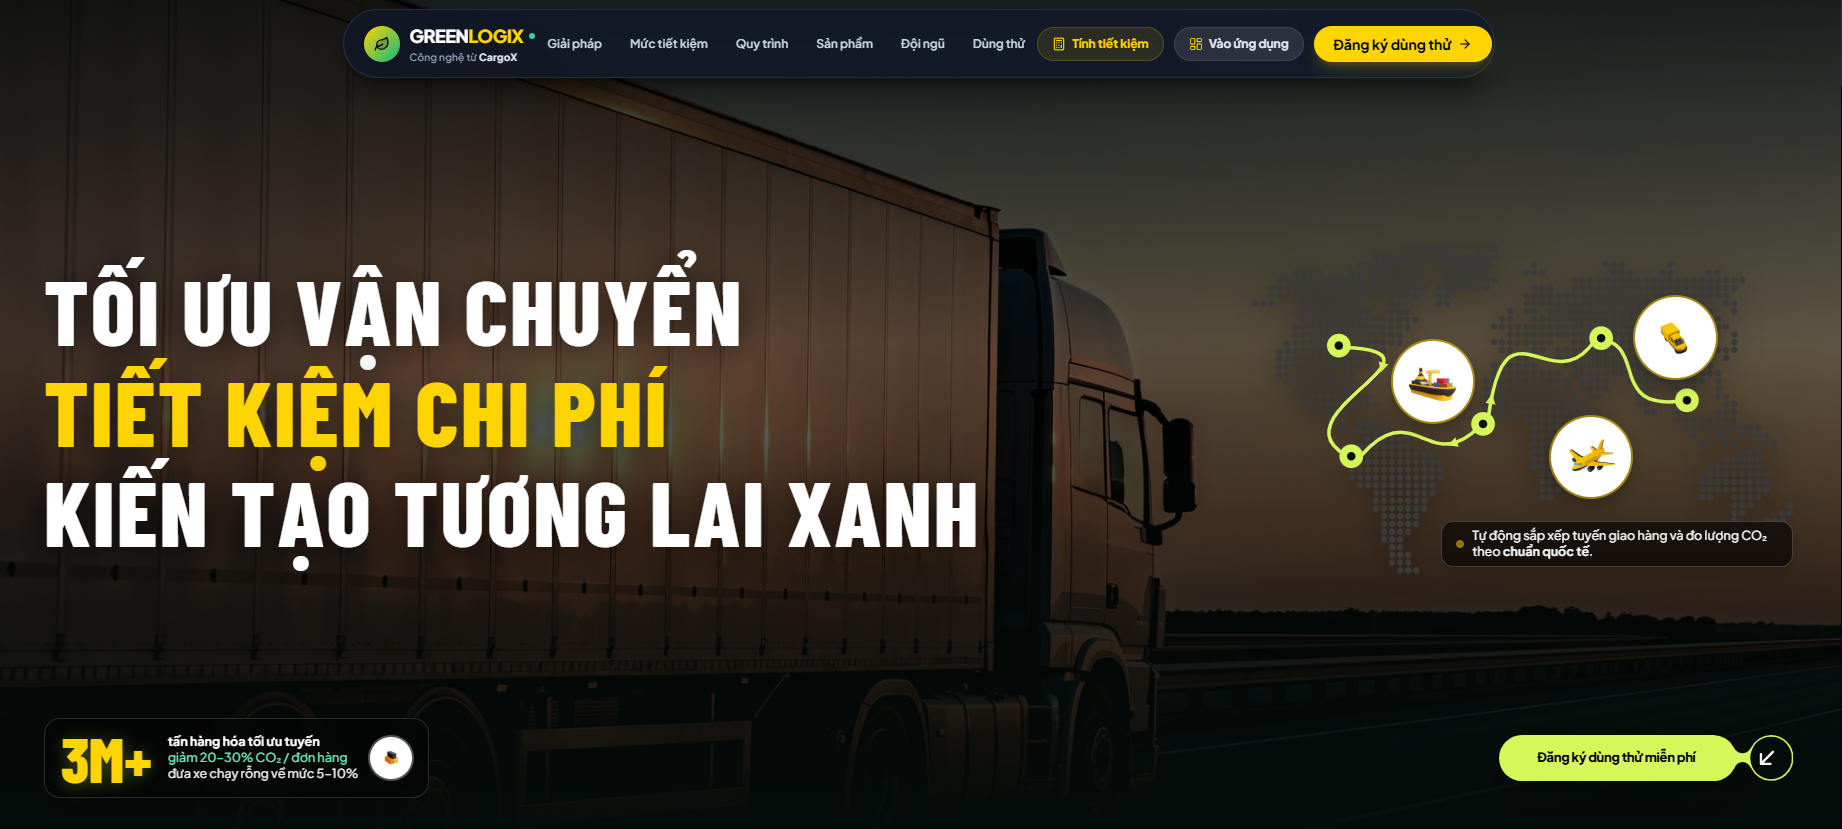 GREENLOGIX
Công nghệ từ CargoX
Giải pháp
Mức tiết kiệm
Quy trình
Sản phẩm
Đội ngũ
Dùng thử
Tính tiết kiệm
Vào ứng dụng
Đăng ký dùng thử
TỐI ƯU VẬN CHUYỂN
TIẾT KIỆM CHI PHÍ
KIẾN TẠO TƯƠNG LAI XANH
Tự động sắp xếp tuyến giao hàng và đo lượng CO₂
theo chuẩn quốc tế.
3M+
tấn hàng hóa tối ưu tuyến
giảm 20–30% CO₂ / đơn hàng
đưa xe chạy rỗng về mức 5–10%
Đăng ký dùng thử miễn phí